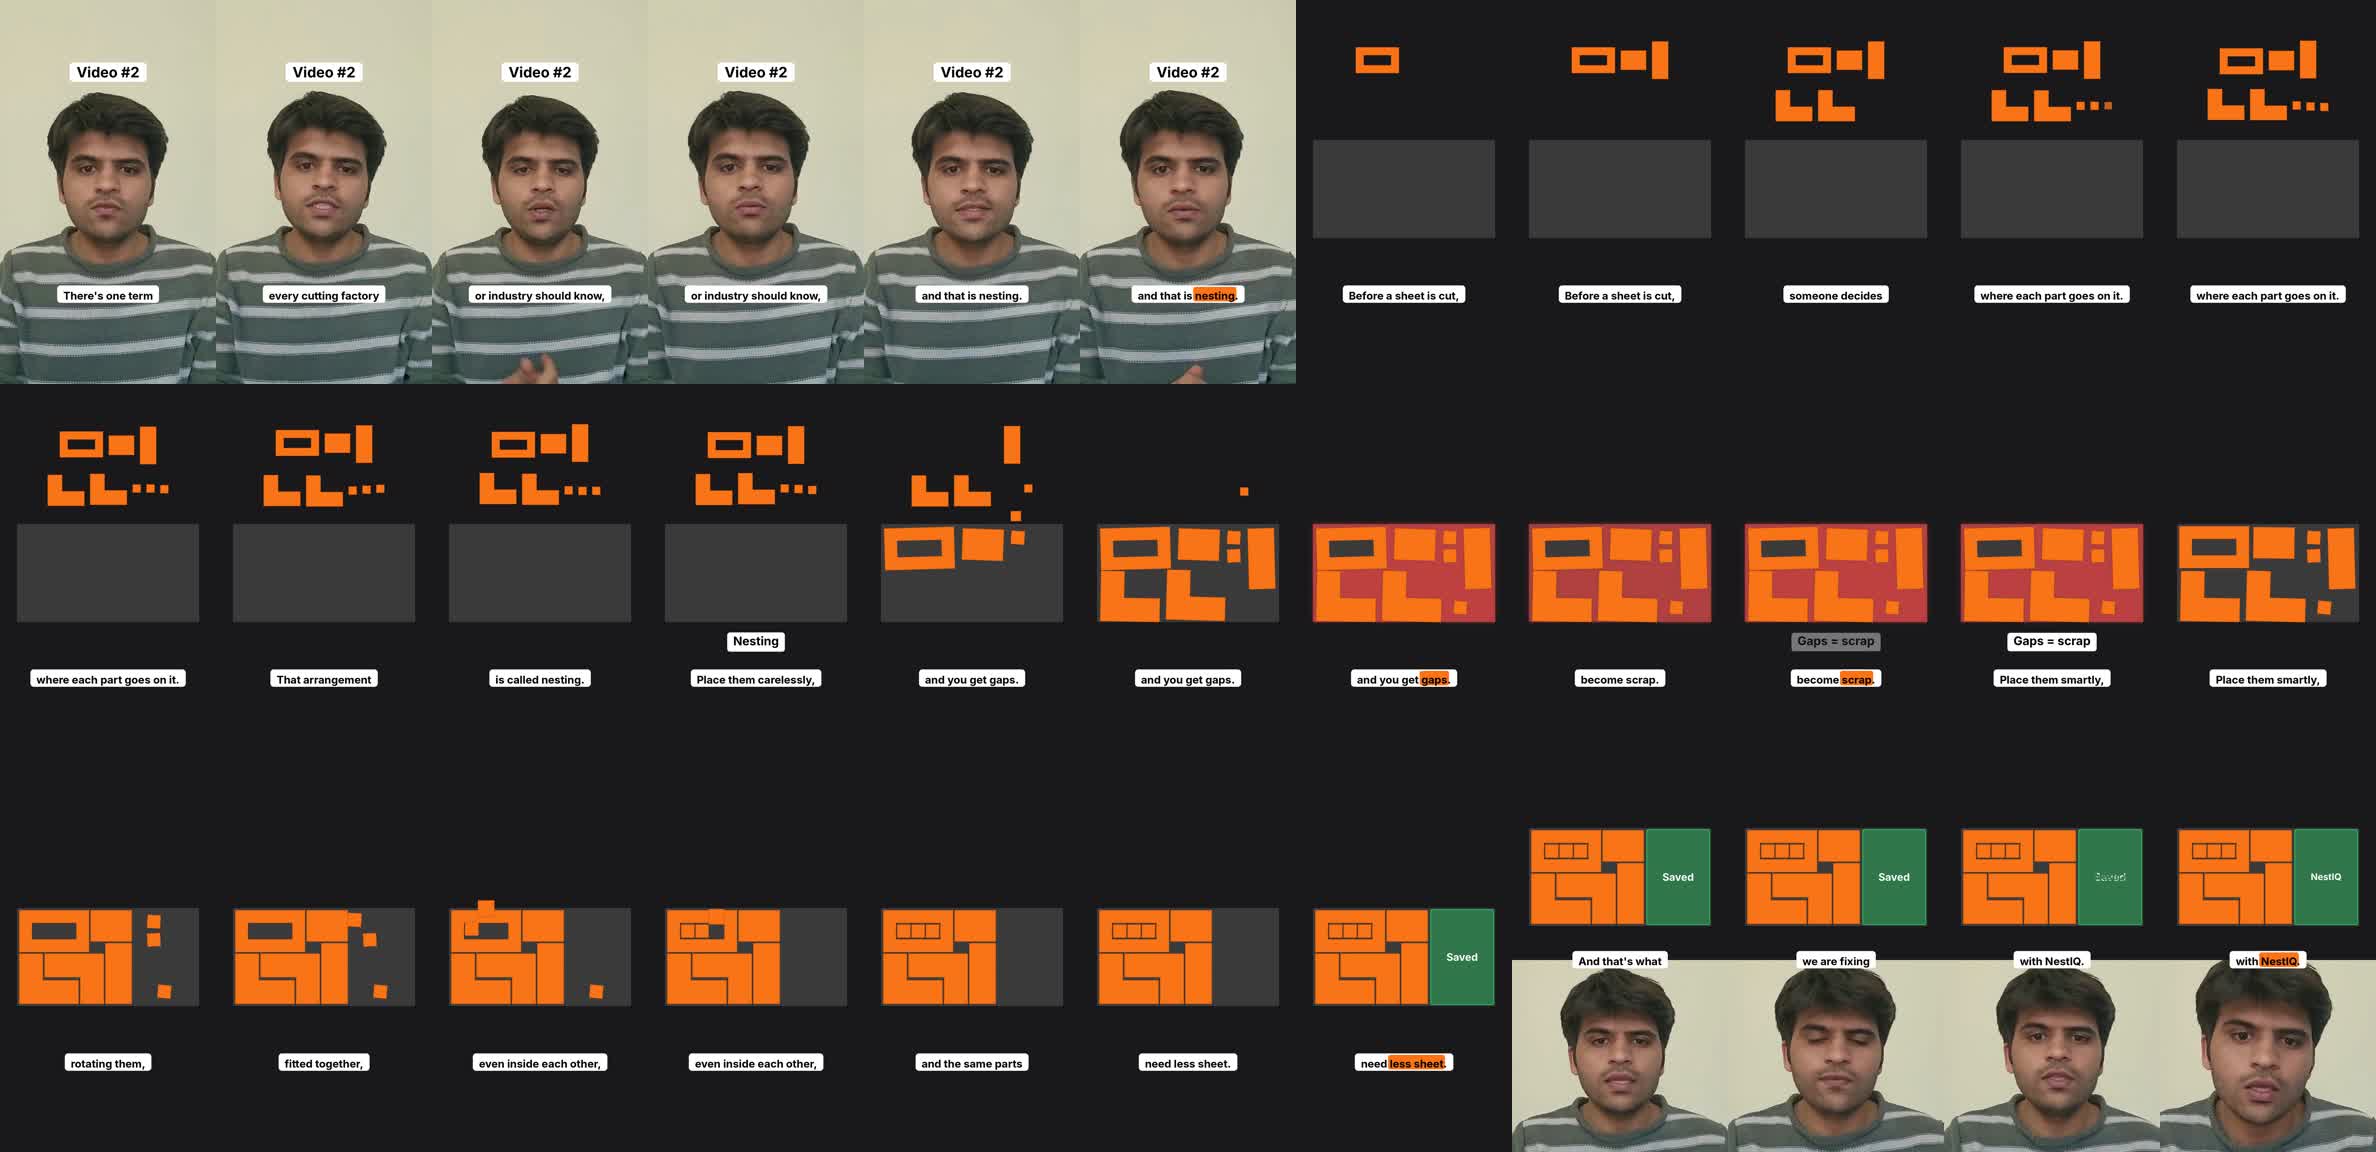 Video #2
Video #2
Video #2
Video #2
Video #2
Video #2
There's one term
every cutting factory
or industry should know,
or industry should know,
and that is nesting.
and that is nesting.
Before a sheet is cut,
Before a sheet is cut,
someone decides
where each part goes on it.
where each part goes on it.
Nesting
Gaps = scrap
Gaps = scrap
where each part goes on it.
That arrangement
is called nesting.
Place them carelessly,
and you get gaps.
and you get gaps.
and you get gaps.
become scrap.
become scrap.
Place them smartly,
Place them smartly,
Saved
Saved
Saved
NestIQ
Saved
And that's what
we are fixing
with NestIQ.
with NestIQ.
rotating them,
fitted together,
even inside each other,
even inside each other,
and the same parts
need less sheet.
need less sheet.